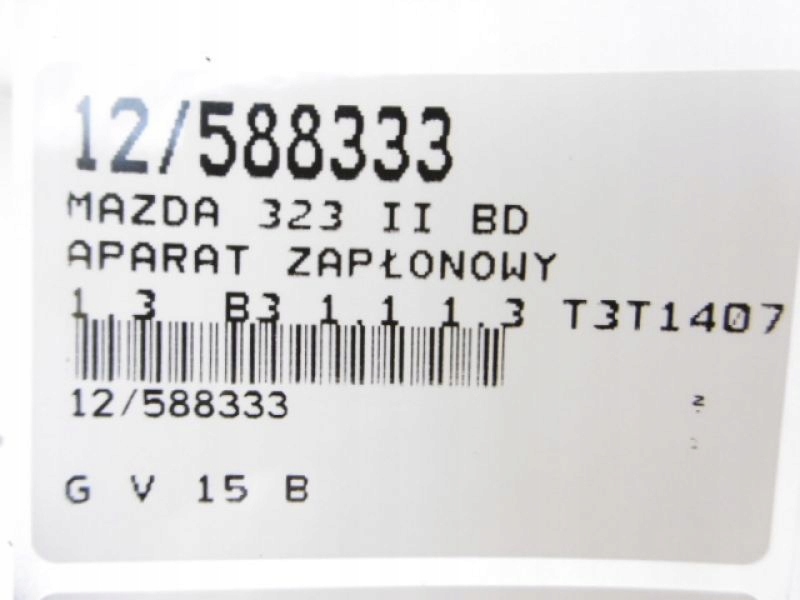 12/588333
MAZDA 323 II BD
APARAT ZAPŁONOWY
1.3 B3 1.1 1.3 T3T1407
12/588333
z
G V 15 B